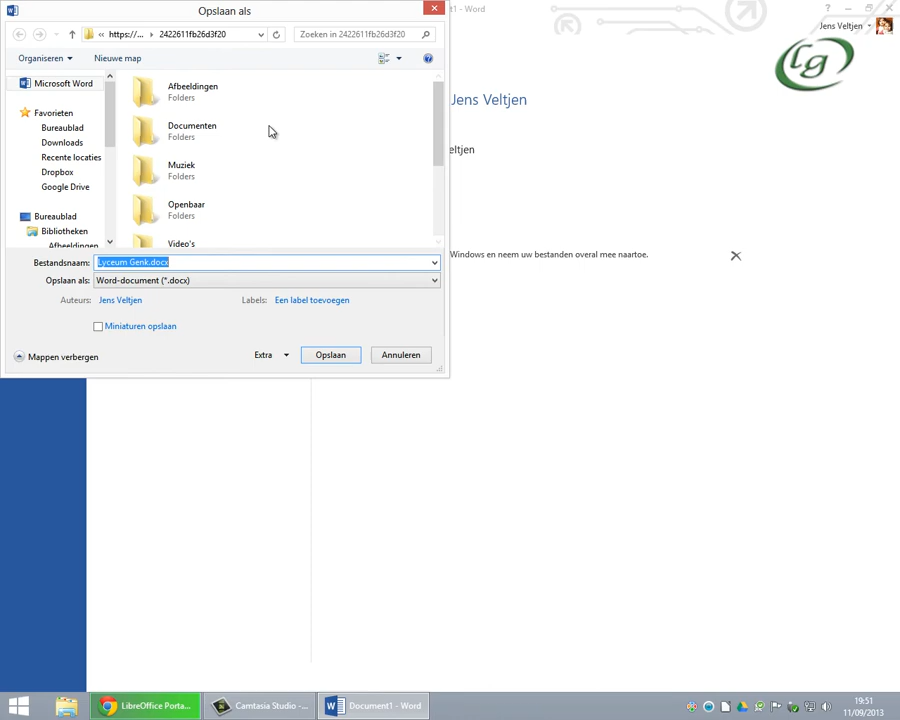 Opslaan als
t1 - Word
?
Jens Veltjen
« https://...
2422611fb26d3f20
Zoeken in 2422611fb26d3f20
Organiseren
Nieuwe map
?
lg
Microsoft Word
Favorieten
Bureaublad
Downloads
Recente locaties
Dropbox
Google Drive
Bureaublad
Bibliotheken
Afbeeldingen
Afbeeldingen
Folders
Documenten
Folders
Muziek
Folders
Openbaar
Folders
Video's
Jens Veltjen
eltjen
Windows en neem uw bestanden overal mee naartoe.
Bestandsnaam: Lyceum Genk.docx
Opslaan als: Word-document (*.docx)
Auteurs: Jens Veltjen
Labels: Een label toevoegen
Miniaturen opslaan
Mappen verbergen
Extra
Opslaan
Annuleren
LibreOffice Porta...
Camtasia Studio -...
Document1 - Word
19:51
11/09/2013